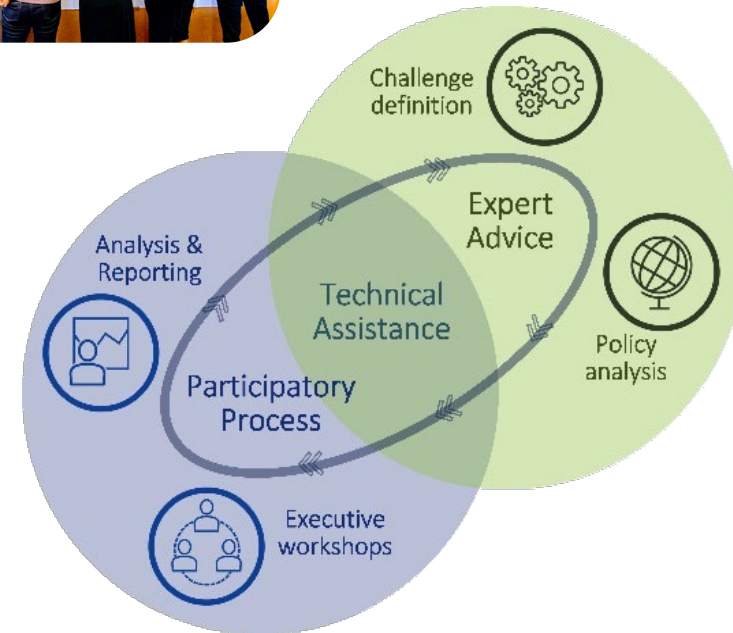 Challenge
definition
Expert
Advice
Analysis &
Reporting
Technical
Assistance
Policy
analysis
Participatory
Process
Executive
workshops